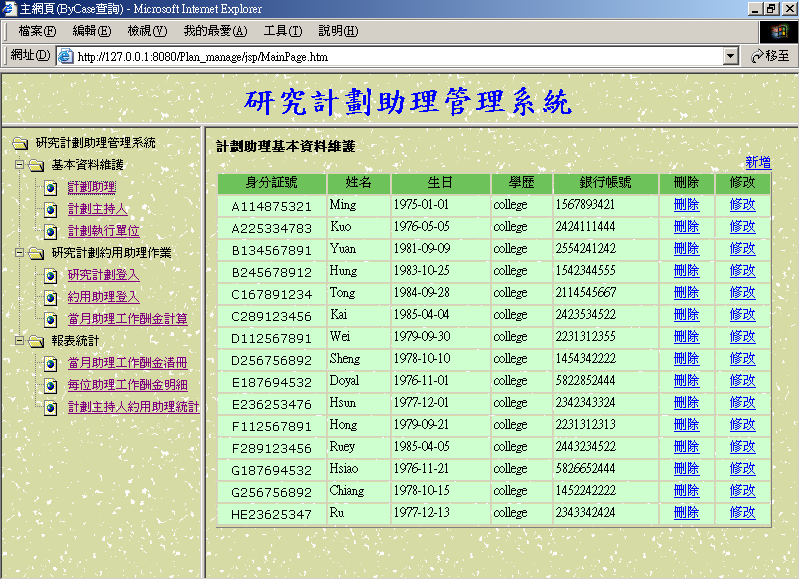 主網頁(ByCase查詢) - Microsoft Internet Explorer
檔案(F) 編輯(E) 檢視(V) 我的最愛(A) 工具(T) 說明(H)
網址(D) http://127.0.0.1:8080/Plan_manage/jsp/MainPage.htm 移至
研究計劃助理管理系統
研究計劃助理管理系統
基本資料維護
計劃助理
計劃主持人
計劃執行單位
研究計劃約用助理作業
研究計劃登入
約用助理登入
當月助理工作酬金計算
報表統計
當月助理工作酬金清冊
每位助理工作酬金明細
計劃主持人約用助理統計
計劃助理基本資料維護
新增
身分証號 姓名 生日 學歷 銀行帳號 刪除 修改
A114875321 Ming 1975-01-01 college 1567893421 刪除 修改
A225334783 Kuo 1976-05-05 college 2424111444 刪除 修改
B134567891 Yuan 1981-09-09 college 2554241242 刪除 修改
B245678912 Hung 1983-10-25 college 1542344555 刪除 修改
C167891234 Tong 1984-09-28 college 2114545667 刪除 修改
C289123456 Kai 1985-04-04 college 2423534522 刪除 修改
D112567891 Wei 1979-09-30 college 2231312355 刪除 修改
D256756892 Sheng 1978-10-10 college 1454342222 刪除 修改
E187694532 Doyal 1976-11-01 college 5822852444 刪除 修改
E236253476 Hsun 1977-12-01 college 2342343324 刪除 修改
F112567891 Hong 1979-09-21 college 2231312313 刪除 修改
F289123456 Ruey 1985-04-05 college 2443234522 刪除 修改
G187694532 Hsiao 1976-11-21 college 5826652444 刪除 修改
G256756892 Chiang 1978-10-15 college 1452242222 刪除 修改
HE23625347 Ru 1977-12-13 college 2343342424 刪除 修改